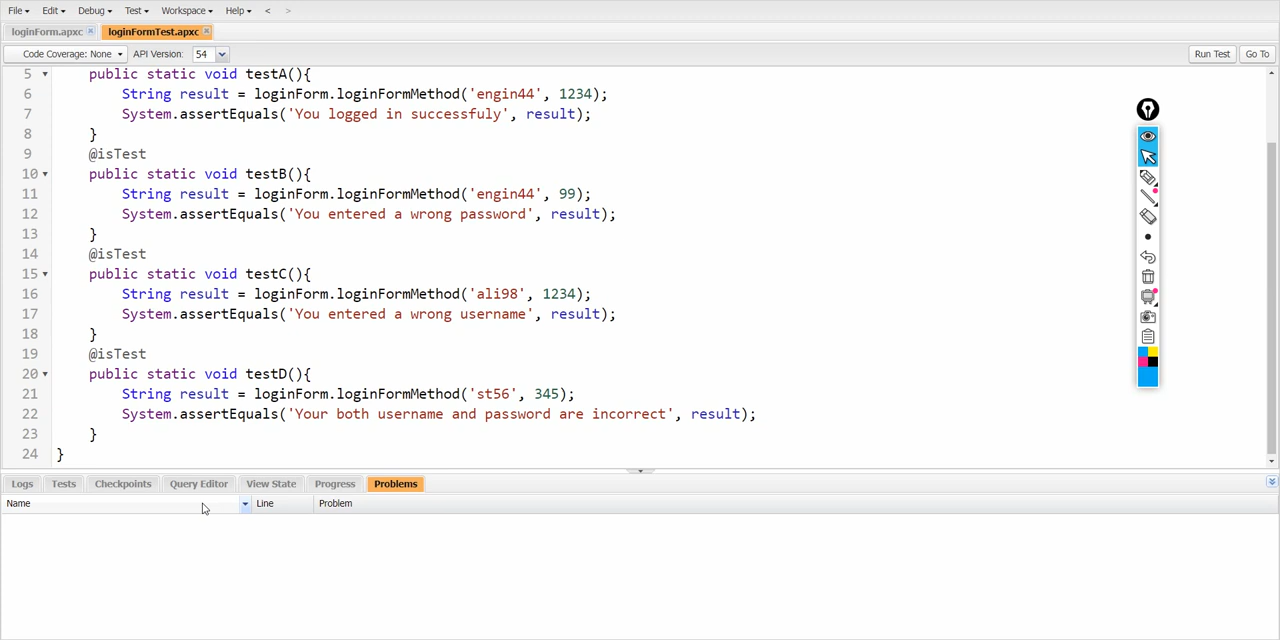 File Edit Debug Test Workspace Help < >
loginForm.apxc loginFormTest.apxc
Code Coverage: None API Version: 54 Run Test Go To
5 public static void testA(){
6 String result = loginForm.loginFormMethod('engin44', 1234);
7 System.assertEquals('You logged in successfuly', result);
8 }
9 @isTest
10 public static void testB(){
11 String result = loginForm.loginFormMethod('engin44', 99);
12 System.assertEquals('You entered a wrong password', result);
13 }
14 @isTest
15 public static void testC(){
16 String result = loginForm.loginFormMethod('ali98', 1234);
17 System.assertEquals('You entered a wrong username', result);
18 }
19 @isTest
20 public static void testD(){
21 String result = loginForm.loginFormMethod('st56', 345);
22 System.assertEquals('Your both username and password are incorrect', result);
23 }
24 }
Logs Tests Checkpoints Query Editor View State Progress Problems
Name Line Problem